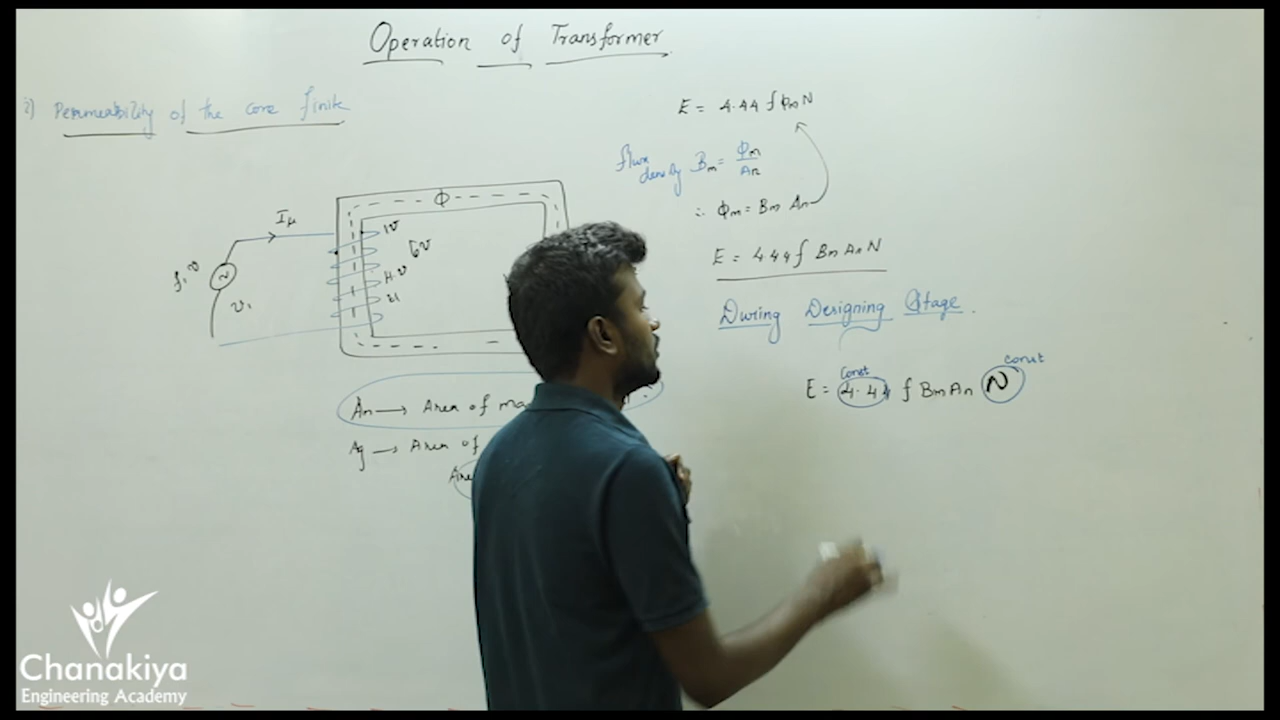 Operation of Transformer
i) Permeability of the core finite
E = 4.44 f ϕm N
flux density Bm = ϕm / An
∴ ϕm = Bm An
E = 4.44 f Bm An N
During Designing Stage.
const
const
E = 4.44 f Bm An N
ϕ
Iμ
1v
6v
V1
An → Area of
Ag → Area of
Chanakiya
Engineering Academy